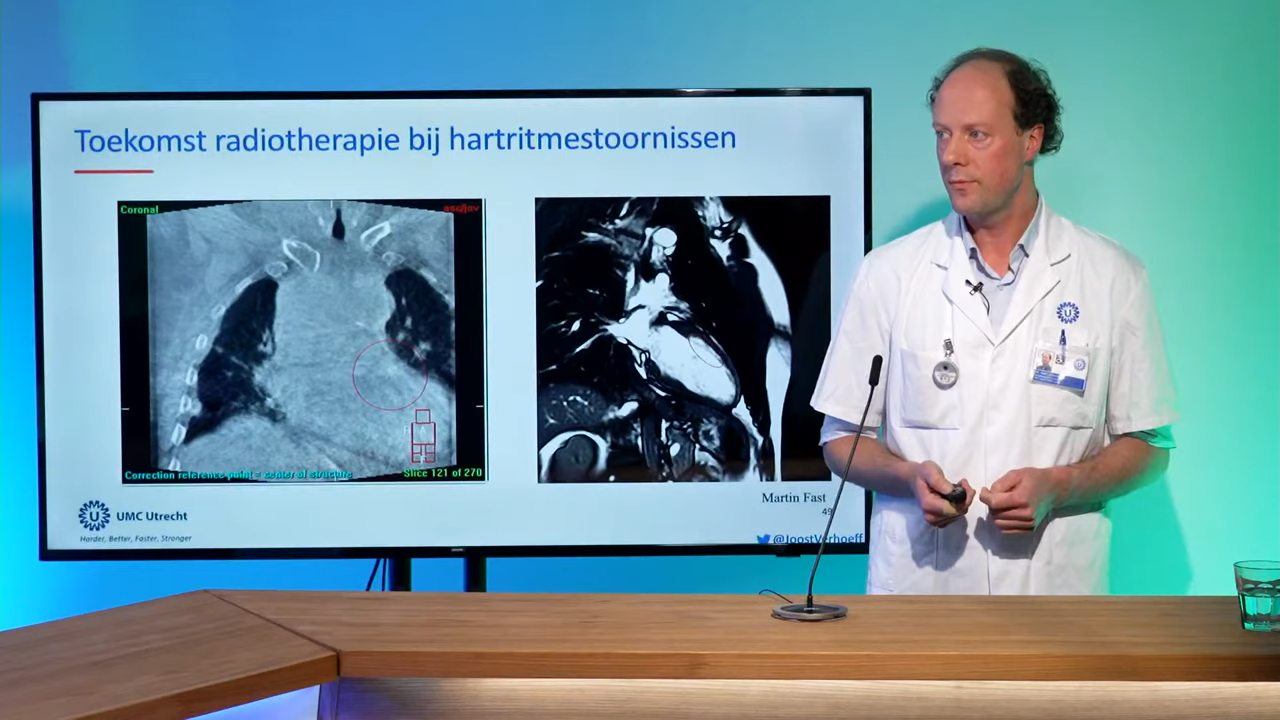 Toekomst radiotherapie bij hartritmestoornissen
Coronal
Correction reference point = center of structure
Slice 121 of 270
Martin Fast
49
UMC Utrecht
Harder, Better, Faster, Stronger
@JoostVerhoeff